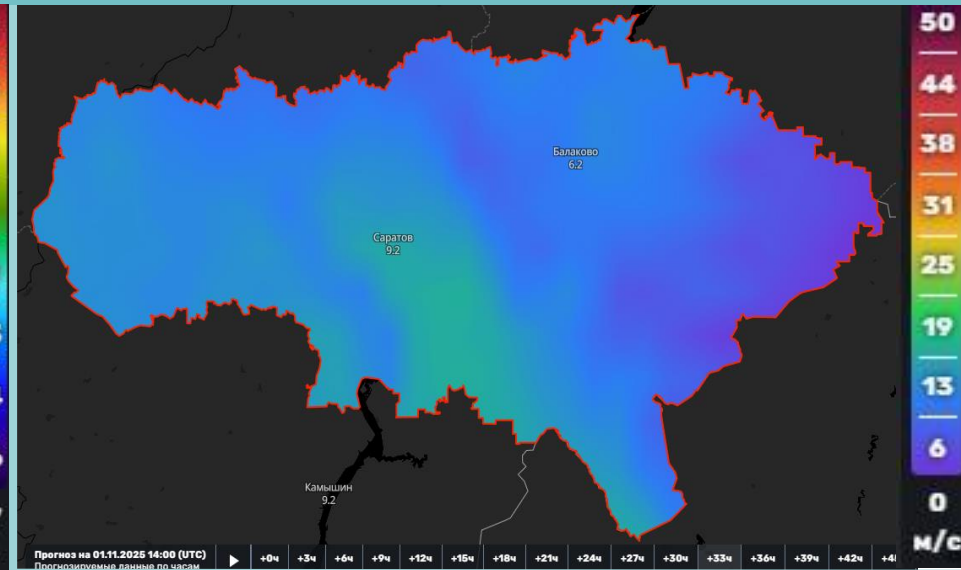 50
44
38
31
25
19
13
6
0
м/с
Балаково
6.2
Саратов
9.2
Камышин
9.2
Прогноз на 01.11.2025 14:00 (UTC)
Прогнозируемые данные по часам
+0ч +3ч +6ч +9ч +12ч +15ч +18ч +21ч +24ч +27ч +30ч +33ч +36ч +39ч +42ч